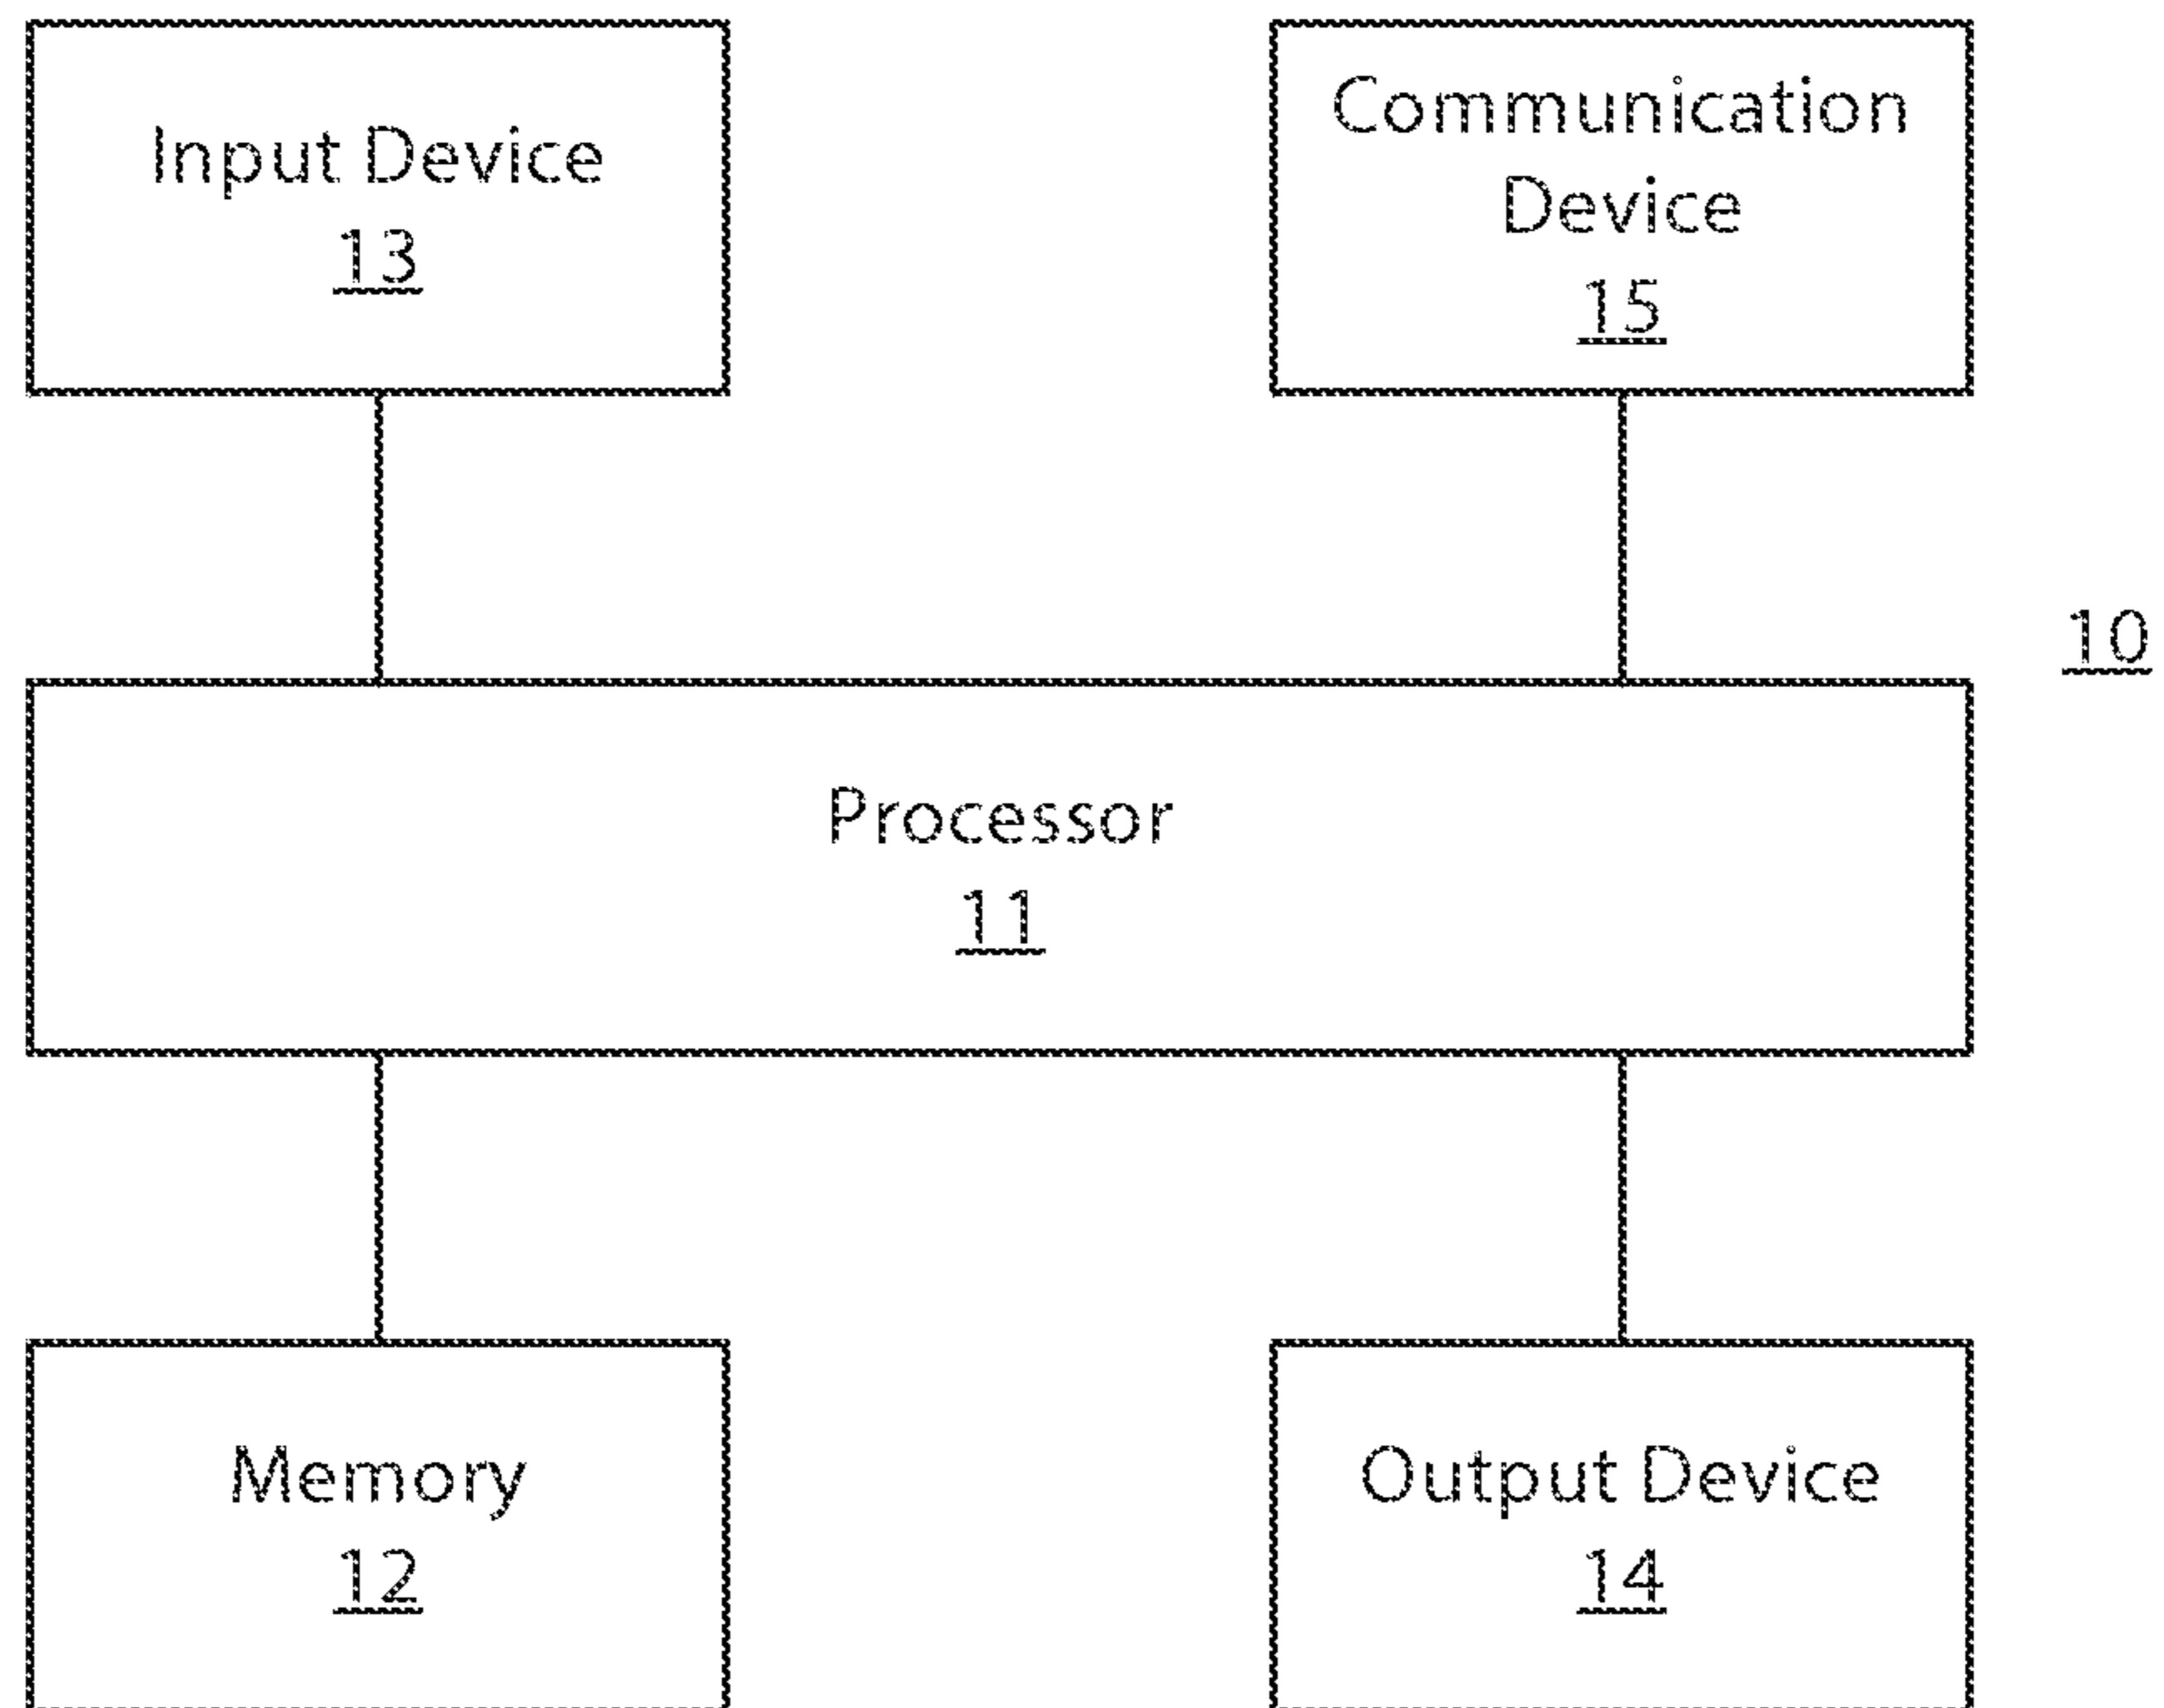 Input Device
13
Communication
Device
15
10
Processor
11
Memory
12
Output Device
14